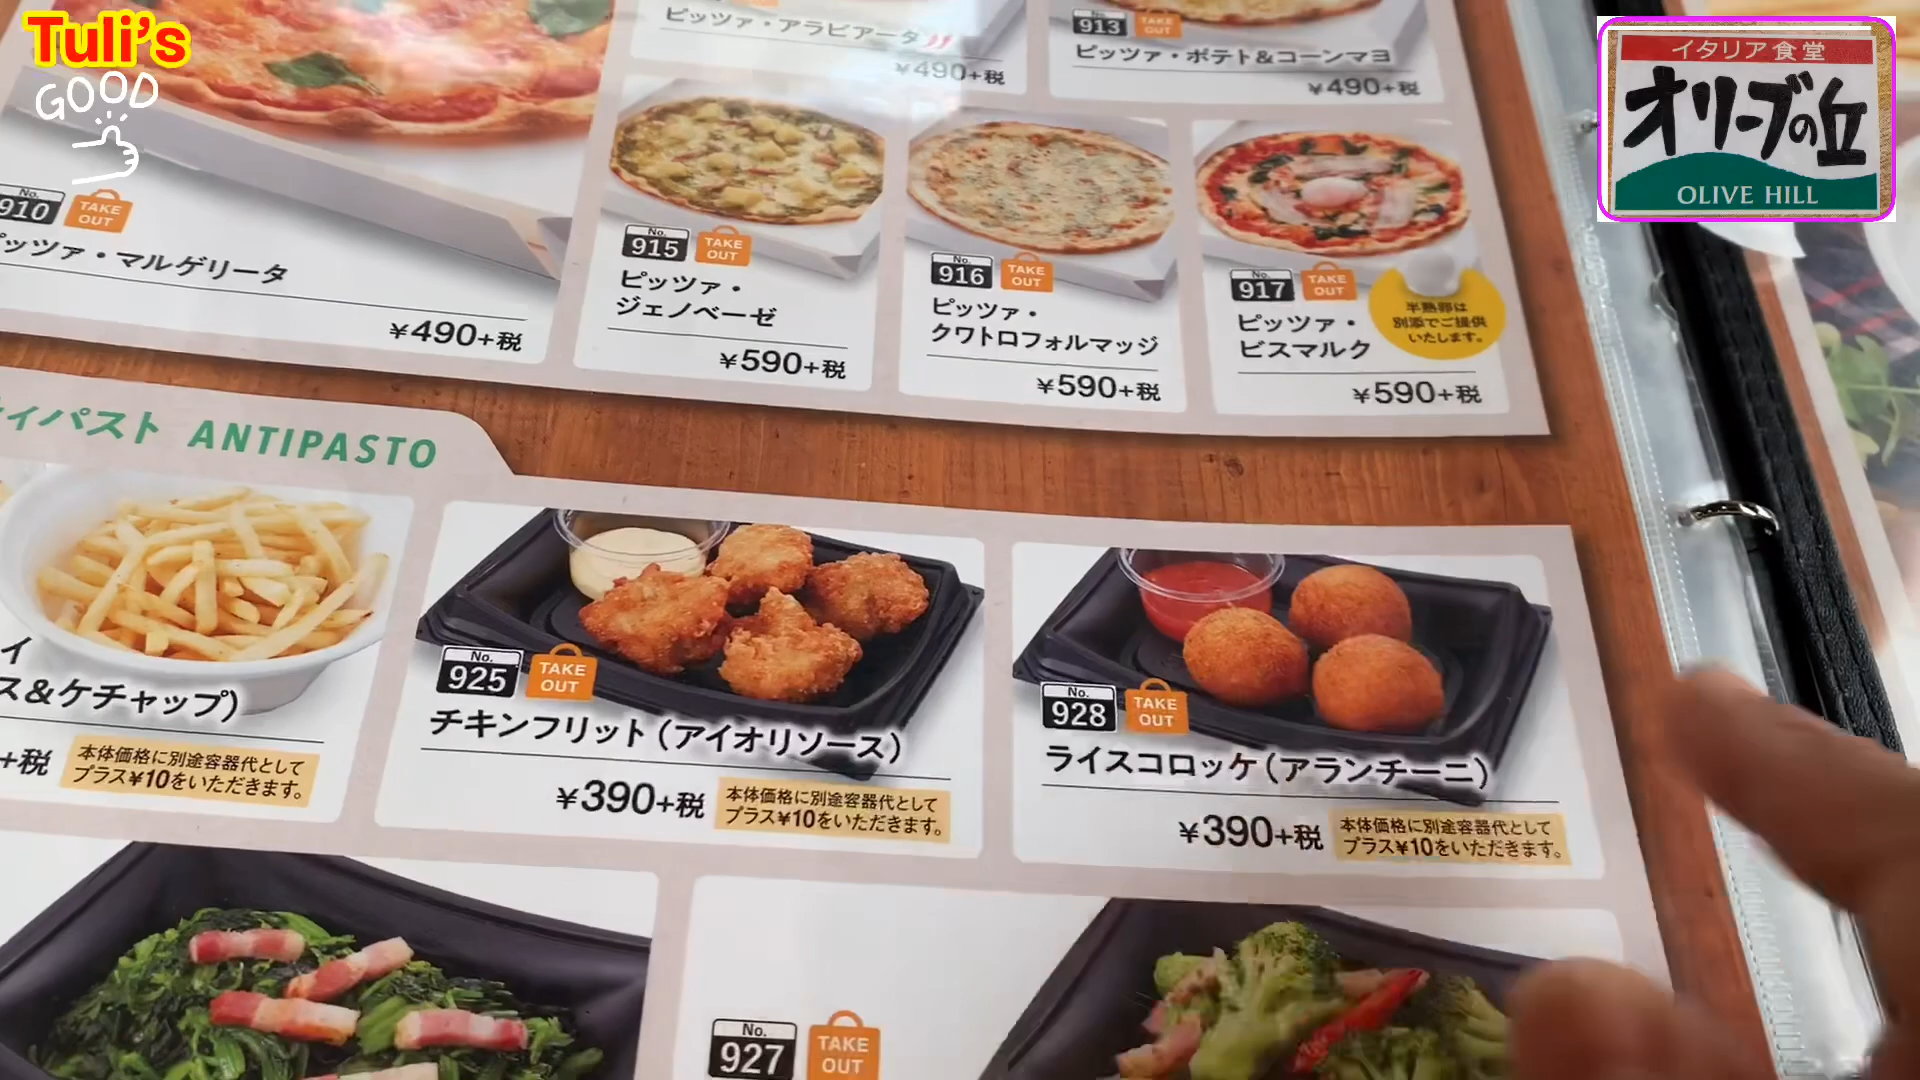 Tuli's
GOOD
イタリア食堂
オリーブの丘
OLIVE HILL
ピッツァ・アラビアータ
¥490+税
No.
913
TAKE
OUT
ピッツァ・ポテト&コーンマヨ
¥490+税
No.
910
TAKE
OUT
ッツァ・マルゲリータ
¥490+税
No.
915
TAKE
OUT
ピッツァ・
ジェノベーゼ
¥590+税
No.
916
TAKE
OUT
ピッツァ・
クワトロフォルマッジ
¥590+税
No.
917
TAKE
OUT
ピッツァ・
ビスマルク
半熟卵は
別添でご提供
いたします。
¥590+税
ィパスト ANTIPASTO
イ
ス&ケチャップ)
+税
本体価格に別途容器代として
プラス¥10をいただきます。
No.
925
TAKE
OUT
チキンフリット(アイオリソース)
¥390+税
本体価格に別途容器代として
プラス¥10をいただきます。
No.
928
TAKE
OUT
ライスコロッケ(アランチーニ)
¥390+税
本体価格に別途容器代として
プラス¥10をいただきます。
No.
927
TAKE
OUT